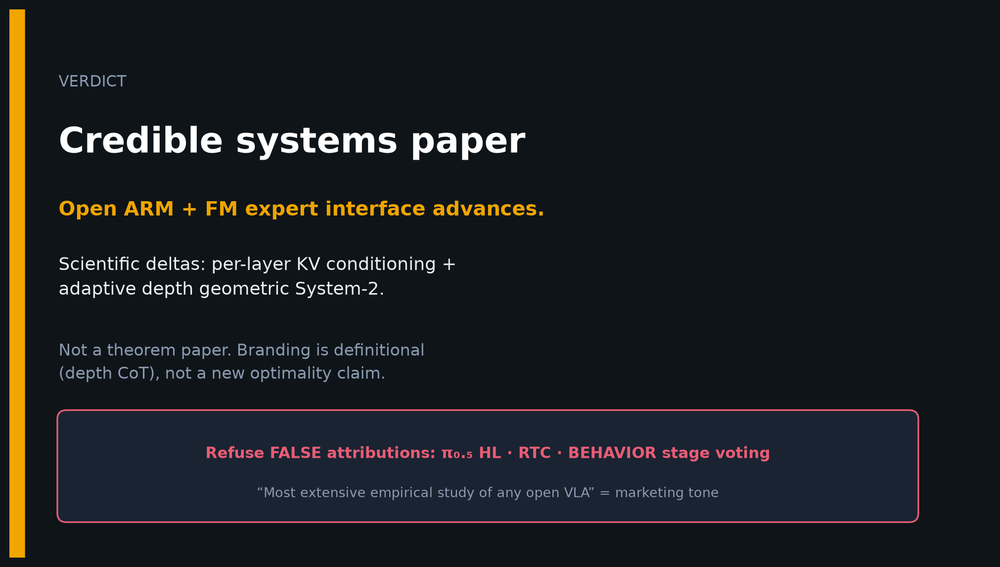 VERDICT
Credible systems paper
Open ARM + FM expert interface advances.
Scientific deltas: per-layer KV conditioning +
adaptive depth geometric System-2.
Not a theorem paper. Branding is definitional
(depth CoT), not a new optimality claim.
Refuse FALSE attributions: π₀.₅ HL · RTC · BEHAVIOR stage voting
“Most extensive empirical study of any open VLA” = marketing tone